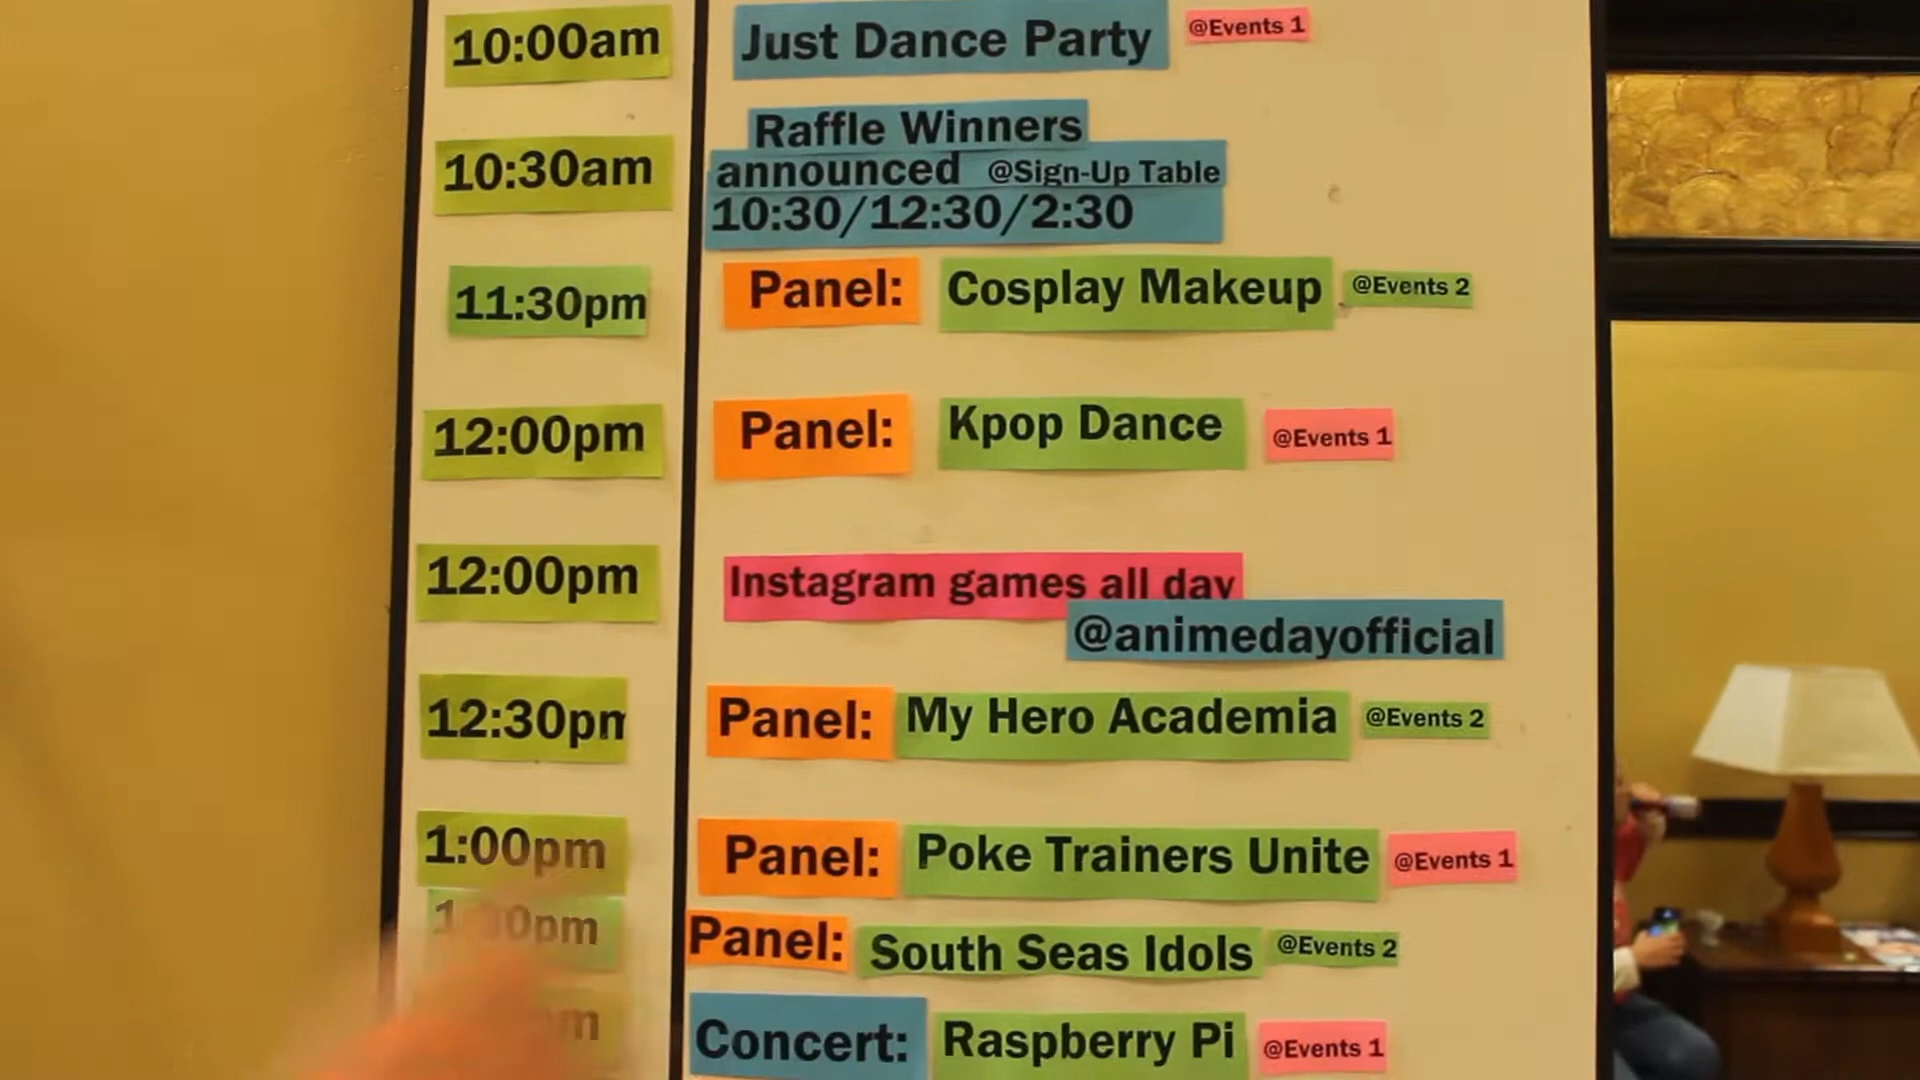 10:00am Just Dance Party @Events 1
Raffle Winners
10:30am announced @Sign-Up Table
10:30/12:30/2:30
11:30pm Panel: Cosplay Makeup @Events 2
12:00pm Panel: Kpop Dance @Events 1
12:00pm Instagram games all day
@animedayofficial
12:30pm Panel: My Hero Academia @Events 2
1:00pm Panel: Poke Trainers Unite @Events 1
1:30pm Panel: South Seas Idols @Events 2
Concert: Raspberry Pi @Events 1